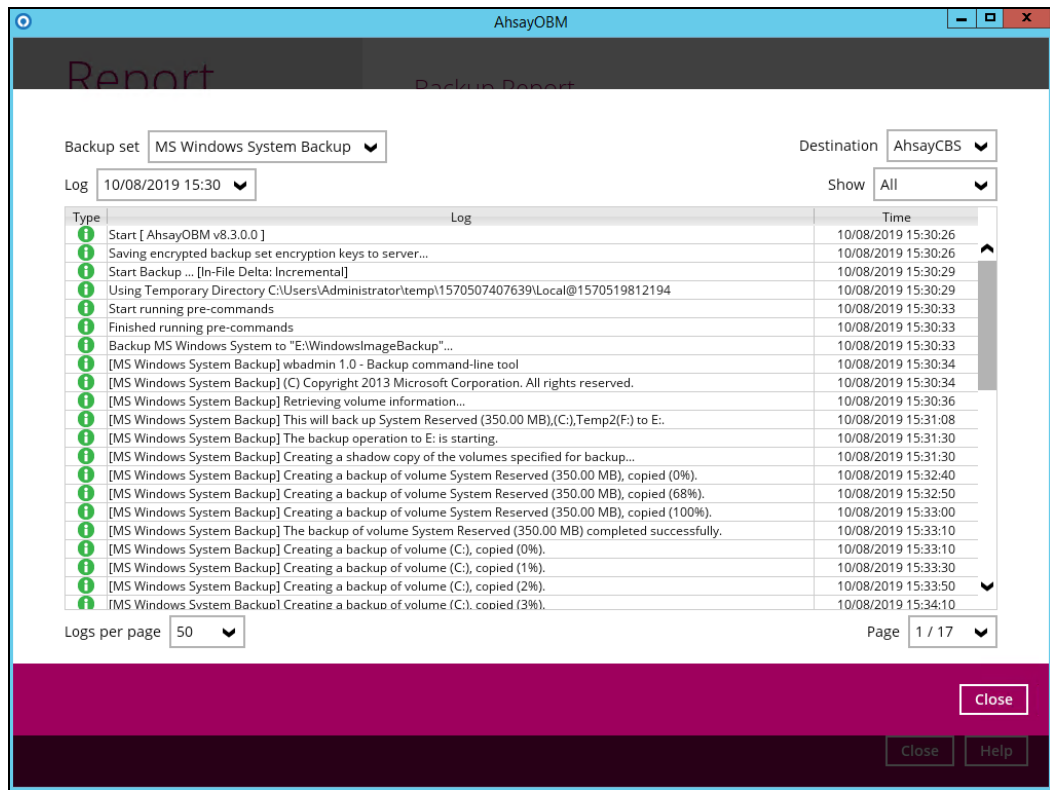 AhsayOBM
Report
Backup Report
Backup set MS Windows System Backup Destination AhsayCBS
Log 10/08/2019 15:30 Show All
Type Log Time
Start [ AhsayOBM v8.3.0.0 ] 10/08/2019 15:30:26
Saving encrypted backup set encryption keys to server... 10/08/2019 15:30:26
Start Backup ... [In-File Delta: Incremental] 10/08/2019 15:30:29
Using Temporary Directory C:\Users\Administrator\temp\1570507407639\Local@1570519812194 10/08/2019 15:30:29
Start running pre-commands 10/08/2019 15:30:33
Finished running pre-commands 10/08/2019 15:30:33
Backup MS Windows System to "E:\WindowsImageBackup"... 10/08/2019 15:30:33
[MS Windows System Backup] wbadmin 1.0 - Backup command-line tool 10/08/2019 15:30:34
[MS Windows System Backup] (C) Copyright 2013 Microsoft Corporation. All rights reserved. 10/08/2019 15:30:34
[MS Windows System Backup] Retrieving volume information... 10/08/2019 15:30:36
[MS Windows System Backup] This will back up System Reserved (350.00 MB),(C:),Temp2(F:) to E:. 10/08/2019 15:31:08
[MS Windows System Backup] The backup operation to E: is starting. 10/08/2019 15:31:30
[MS Windows System Backup] Creating a shadow copy of the volumes specified for backup... 10/08/2019 15:31:30
[MS Windows System Backup] Creating a backup of volume System Reserved (350.00 MB), copied (0%). 10/08/2019 15:32:40
[MS Windows System Backup] Creating a backup of volume System Reserved (350.00 MB), copied (68%). 10/08/2019 15:32:50
[MS Windows System Backup] Creating a backup of volume System Reserved (350.00 MB), copied (100%). 10/08/2019 15:33:00
[MS Windows System Backup] The backup of volume System Reserved (350.00 MB) completed successfully. 10/08/2019 15:33:10
[MS Windows System Backup] Creating a backup of volume (C:), copied (0%). 10/08/2019 15:33:10
[MS Windows System Backup] Creating a backup of volume (C:), copied (1%). 10/08/2019 15:33:30
[MS Windows System Backup] Creating a backup of volume (C:), copied (2%). 10/08/2019 15:33:50
[MS Windows System Backup] Creating a backup of volume (C:), copied (3%). 10/08/2019 15:34:10
Logs per page 50 Page 1 / 17
Close
Close Help